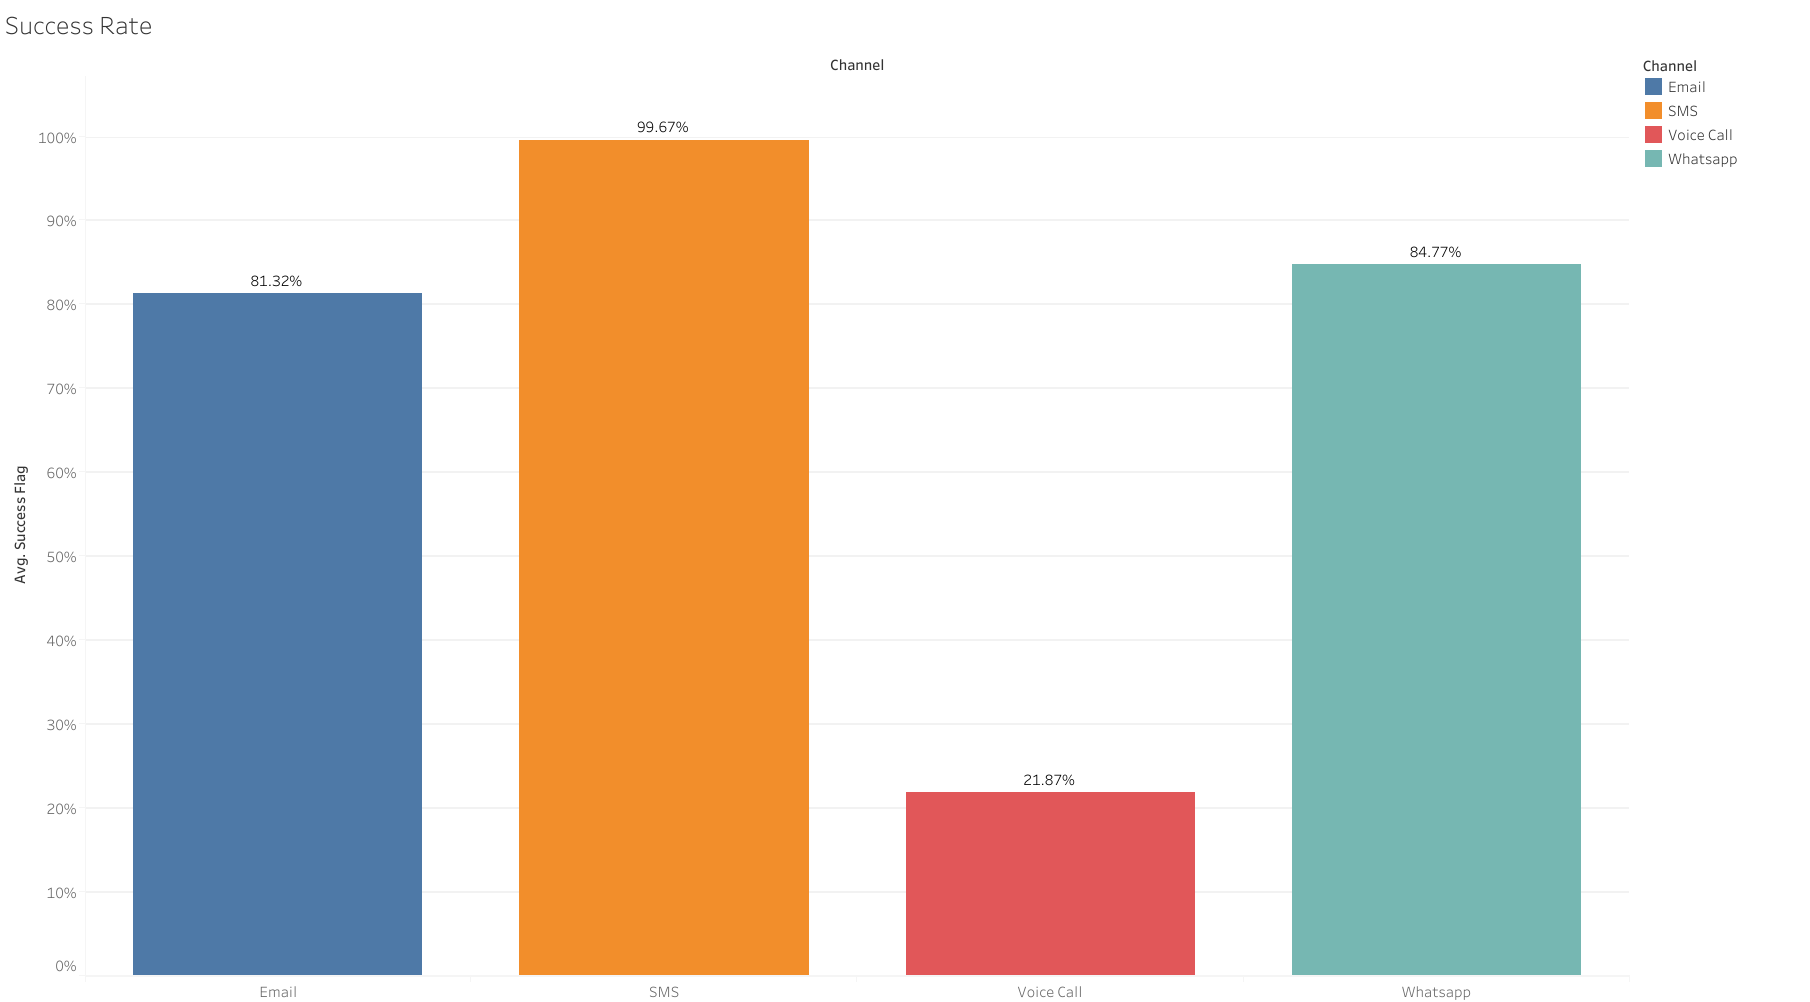 Success Rate
Channel
Channel
Email
SMS
Voice Call
Whatsapp
Avg. Success Flag
100%
90%
80%
70%
60%
50%
40%
30%
20%
10%
0%
81.32%
99.67%
21.87%
84.77%
Email
SMS
Voice Call
Whatsapp